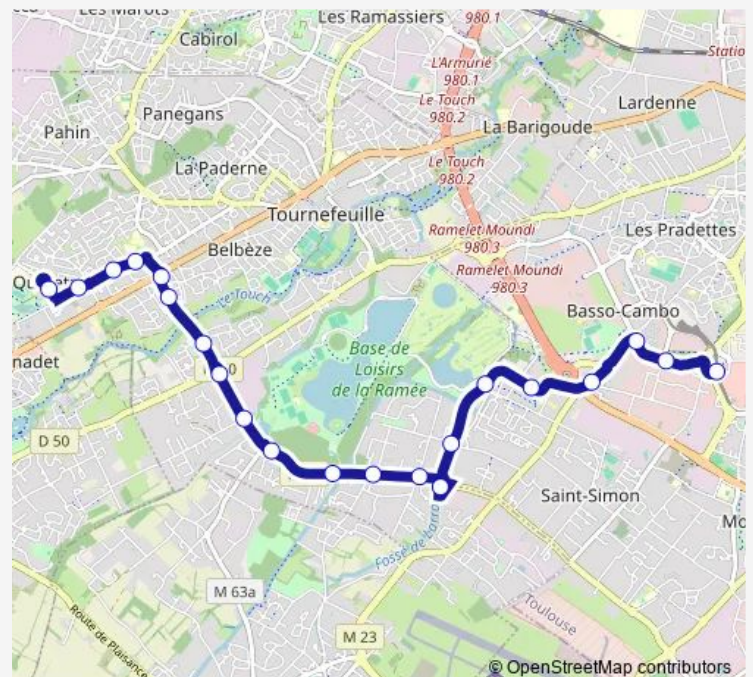 Les Marots
Les Ramassiers
980.1
Cabirol
L'Armurié
980.1
Le Touch
980.2
Lardenne
Panegans
Pahin
La Barigoude
La Paderne
Le Touch
980.2
Tournefeuille
Ramelet Moundi
980.3
Les Pradettes
Belbèze
Ramelet Moundi
980.3
Le Touch
Basso-Cambo
Base de
Loisirs
de la Ramée
D 50
Saint-Simon
M 63a
Route de Plaisance
M 23
Toulouse
© OpenStreetMap contributors